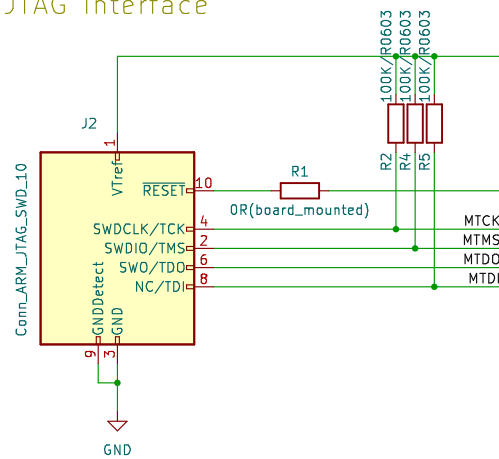 JTAG Interface
100K/R0603
100K/R0603
100K/R0603
J2
1
VTref
R1
RESET
10
0R(board_mounted)
R2
R4
R5
Conn_ARM_JTAG_SWD_10
SWDCLK/TCK
4
MTCK
SWDIO/TMS
2
MTMS
SWO/TDO
6
MTDO
NC/TDI
8
MTDI
GNDDetect
GND
9
3
GND